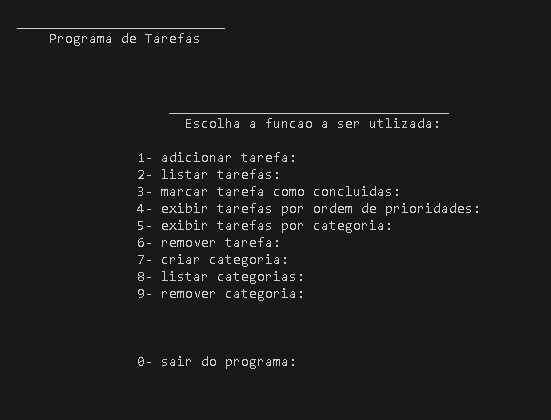 Programa de Tarefas
Escolha a funcao a ser utlizada:
1- adicionar tarefa:
2- listar tarefas:
3- marcar tarefa como concluidas:
4- exibir tarefas por ordem de prioridades:
5- exibir tarefas por categoria:
6- remover tarefa:
7- criar categoria:
8- listar categorias:
9- remover categoria:
0- sair do programa: